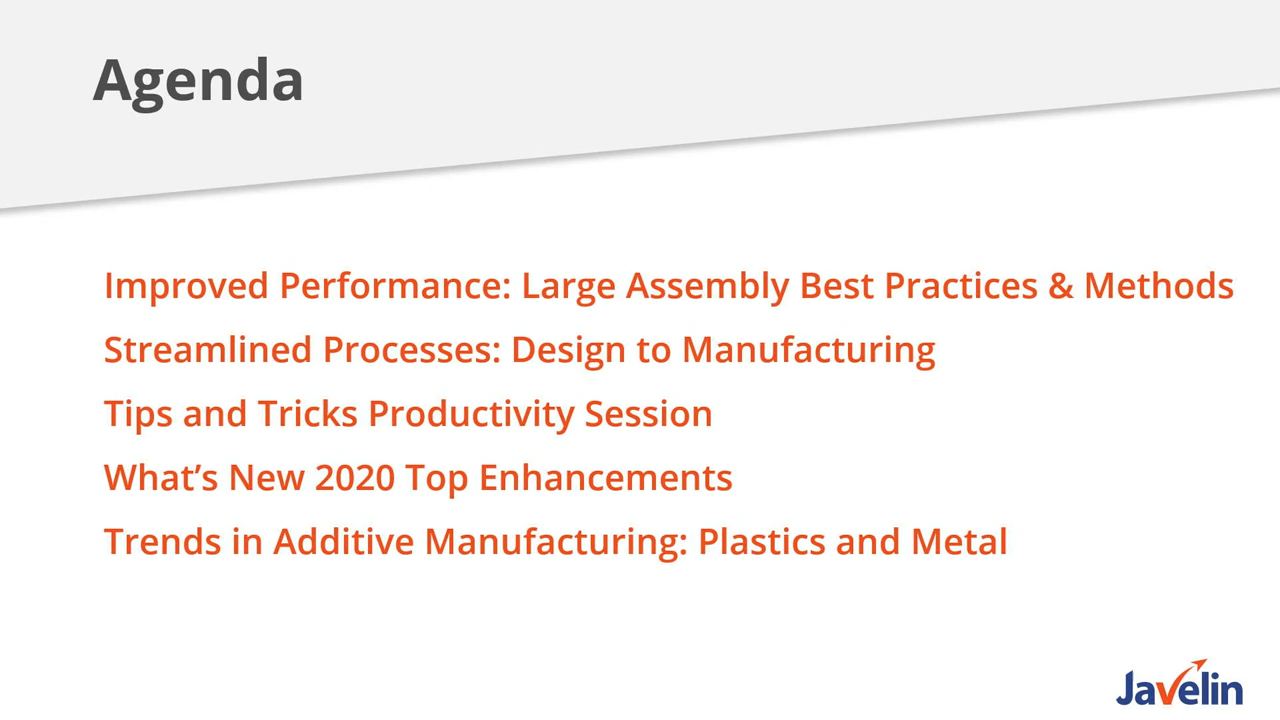 Agenda
Improved Performance: Large Assembly Best Practices & Methods
Streamlined Processes: Design to Manufacturing
Tips and Tricks Productivity Session
What’s New 2020 Top Enhancements
Trends in Additive Manufacturing: Plastics and Metal
Javelin